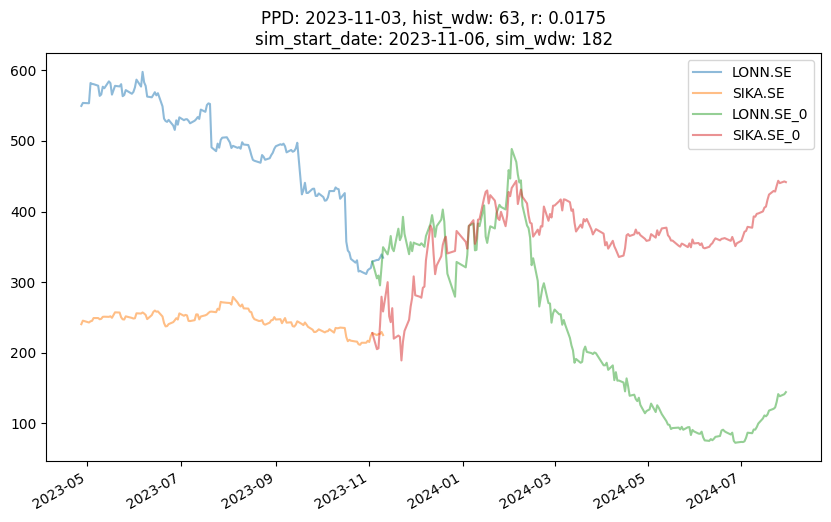 PPD: 2023-11-03, hist_wdw: 63, r: 0.0175
sim_start_date: 2023-11-06, sim_wdw: 182
LONN.SE
SIKA.SE
LONN.SE_0
SIKA.SE_0
600
500
400
300
200
100
2023-05
2023-07
2023-09
2023-11
2024-01
2024-03
2024-05
2024-07